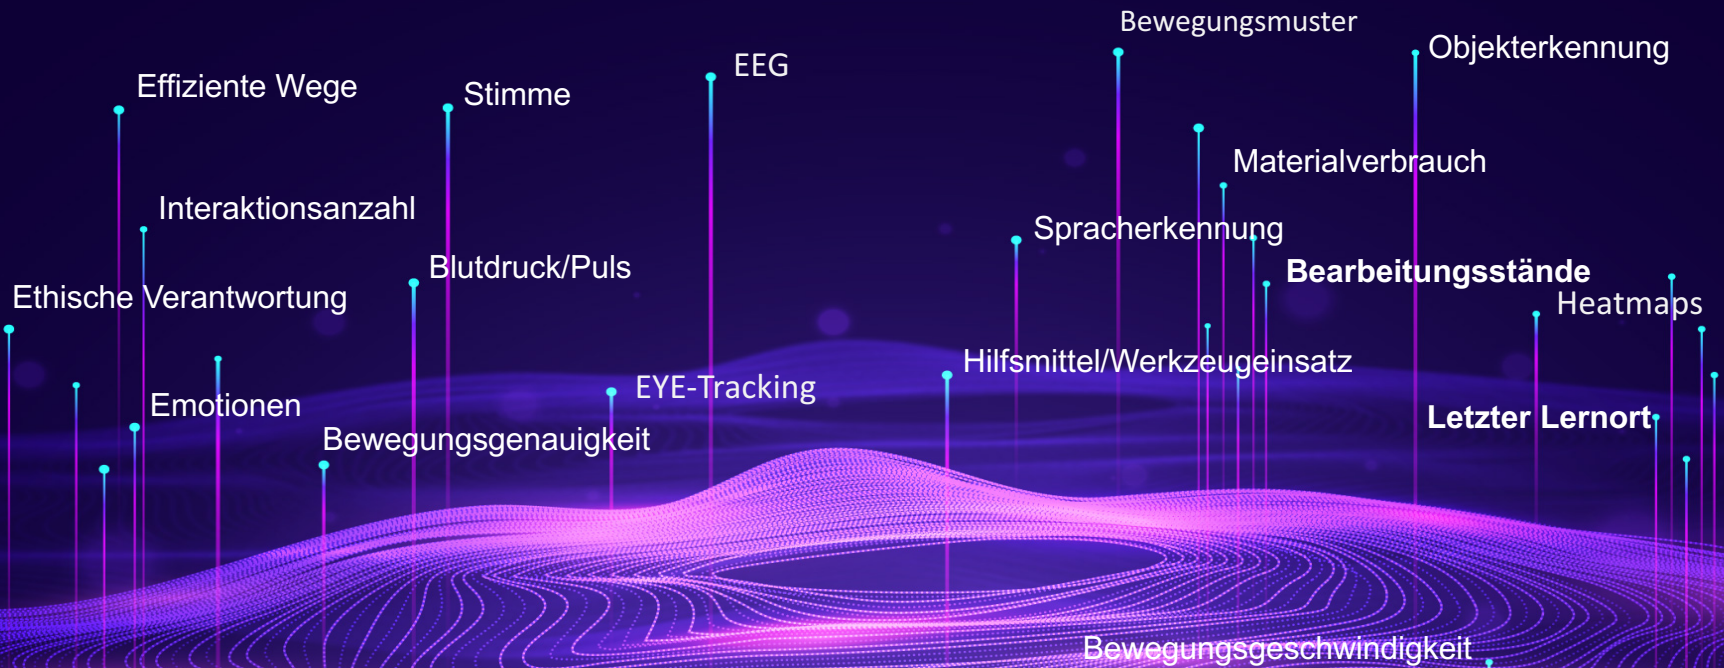 Bewegungsmuster
Objekterkennung
EEG
Effiziente Wege
Stimme
Materialverbrauch
Interaktionsanzahl
Spracherkennung
Blutdruck/Puls
Bearbeitungsstände
Ethische Verantwortung
Heatmaps
Hilfsmittel/Werkzeugeinsatz
EYE-Tracking
Emotionen
Letzter Lernort
Bewegungsgenauigkeit
Bewegungsgeschwindigkeit